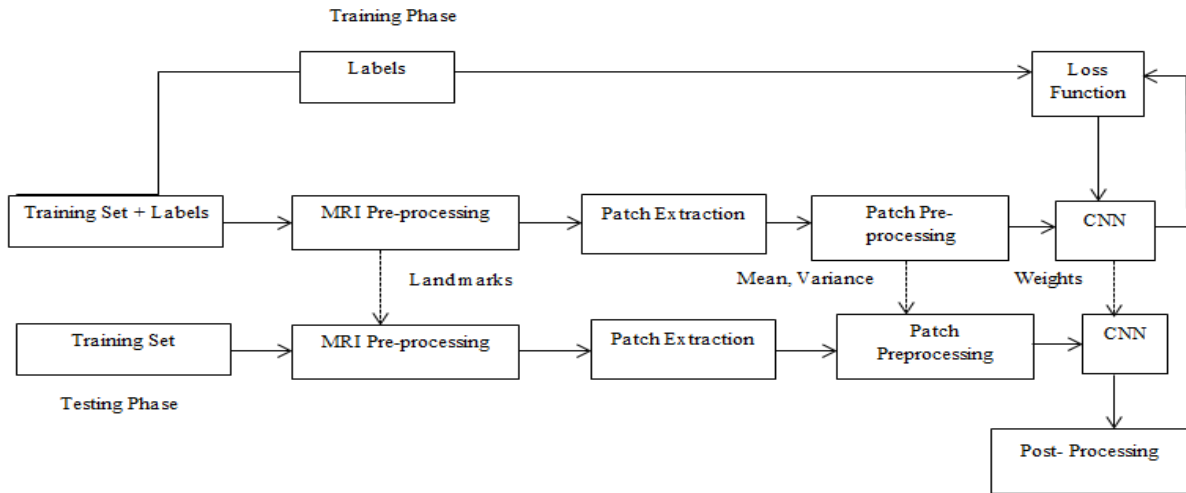 Training Phase
Labels
Loss
Function
Training Set + Labels
MRI Pre-processing
Patch Extraction
Patch Pre-
processing
CNN
Landmarks
Mean, Variance
Weights
Training Set
MRI Pre-processing
Patch Extraction
Patch
Preprocessing
CNN
Testing Phase
Post- Processing